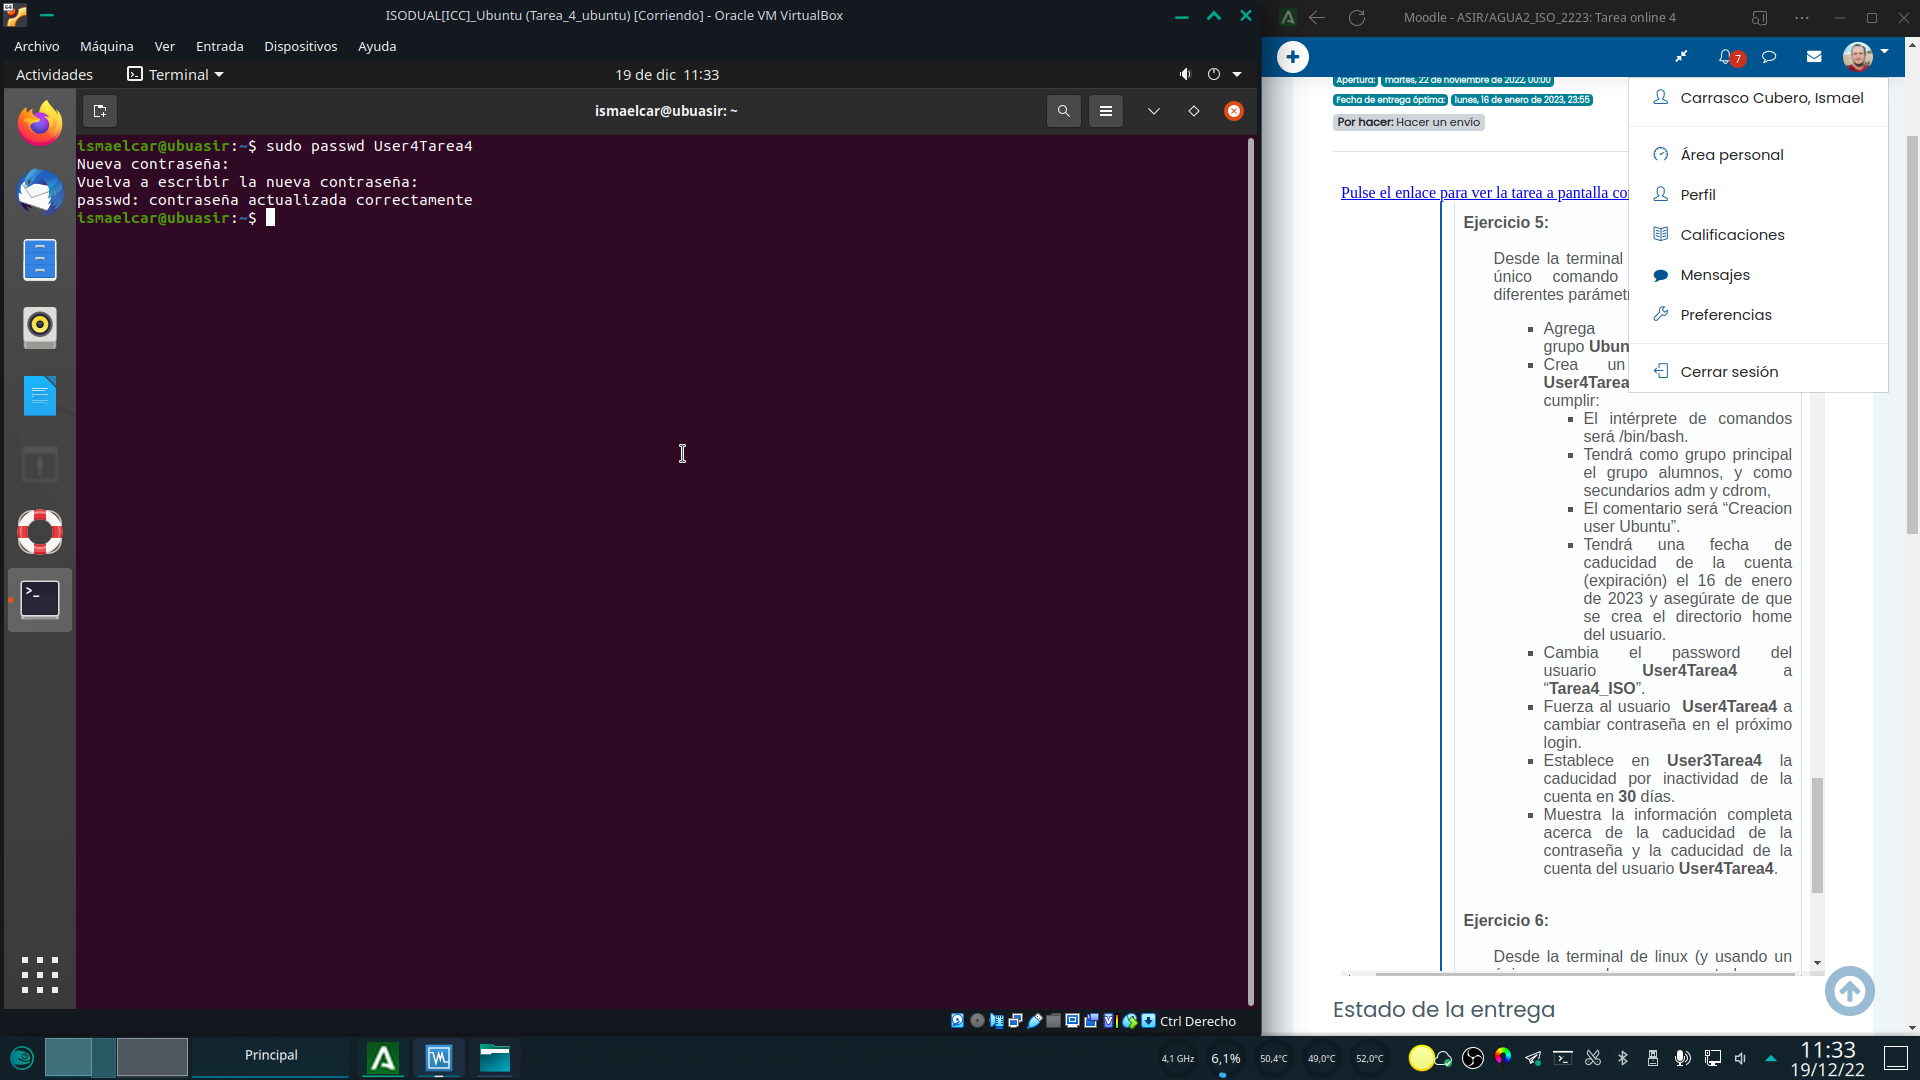 ISODUAL[ICC]_Ubuntu (Tarea_4_ubuntu) [Corriendo] - Oracle VM VirtualBox
Archivo Máquina Ver Entrada Dispositivos Ayuda
Actividades Terminal 19 de dic 11:33
ismaelcar@ubuasir: ~
ismaelcar@ubuasir:~$ sudo passwd User4Tarea4
Nueva contraseña:
Vuelva a escribir la nueva contraseña:
passwd: contraseña actualizada correctamente
ismaelcar@ubuasir:~$
Ctrl Derecho
Moodle - ASIR/AGUA2_ISO_2223: Tarea online 4
7
Apertura: martes, 22 de noviembre de 2022, 00:00
Fecha de entrega óptima: lunes, 16 de enero de 2023, 23:55
Por hacer: Hacer un envío
Carrasco Cubero, Ismael
Área personal
Perfil
Calificaciones
Mensajes
Preferencias
Cerrar sesión
Pulse el enlace para ver la tarea a pantalla co
Ejercicio 5:
Desde la terminal
único comando
diferentes parámet
Agrega
grupo Ubun
Crea un
User4Tarea
cumplir:
El intérprete de comandos
será /bin/bash.
Tendrá como grupo principal
el grupo alumnos, y como
secundarios adm y cdrom,
El comentario será “Creacion
user Ubuntu”.
Tendrá una fecha de
caducidad de la cuenta
(expiración) el 16 de enero
de 2023 y asegúrate de que
se crea el directorio home
del usuario.
Cambia el password del
usuario User4Tarea4 a
“Tarea4_ISO”.
Fuerza al usuario User4Tarea4 a
cambiar contraseña en el próximo
login.
Establece en User3Tarea4 la
caducidad por inactividad de la
cuenta en 30 días.
Muestra la información completa
acerca de la caducidad de la
contraseña y la caducidad de la
cuenta del usuario User4Tarea4.
Ejercicio 6:
Desde la terminal de linux (y usando un
Estado de la entrega
Principal
4,1 GHz 6,1% 50,4°C 49,0°C 52,0°C
11:33
19/12/22